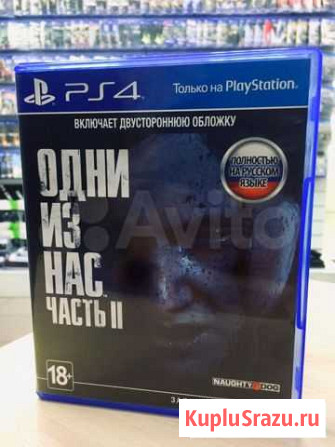 PS4
Только на PlayStation
ВКЛЮЧАЕТ ДВУСТОРОННЮЮ ОБЛОЖКУ
ПОЛНОСТЬЮ
НА РУССКОМ
ЯЗЫКЕ
ОДНИ
ИЗ
НАС
ЧАСТЬ II
Avito
18+
NAUGHTY DOG
KupluSrazu.ru